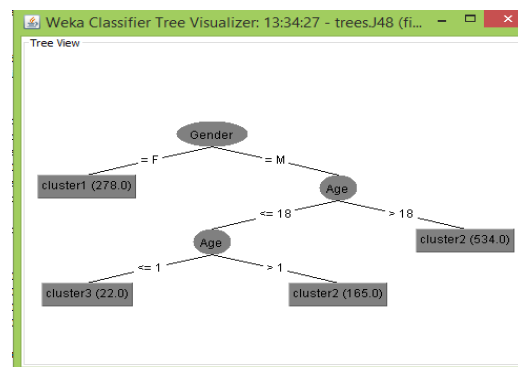 Weka Classifier Tree Visualizer: 13:34:27 - trees.J48 (fi...
Tree View
Gender
= F
= M
cluster1 (278.0)
Age
<= 18
> 18
Age
cluster2 (534.0)
<= 1
> 1
cluster3 (22.0)
cluster2 (165.0)